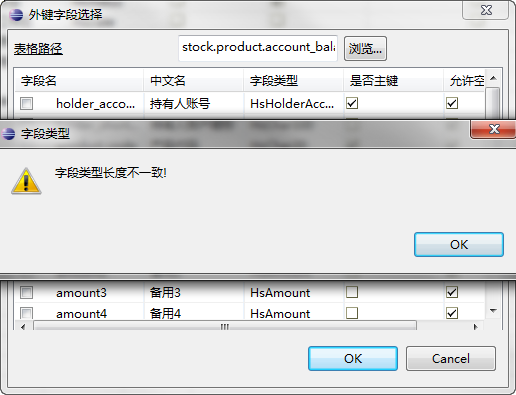 外键字段选择
表格路径 stock.product.account_bala 浏览...
字段名 中文名 字段类型 是否主键 允许空
holder_acco... 持有人账号 HsHolderAcc...
字段类型
字段类型长度不一致!
OK
amount3 备用3 HsAmount
amount4 备用4 HsAmount
OK Cancel